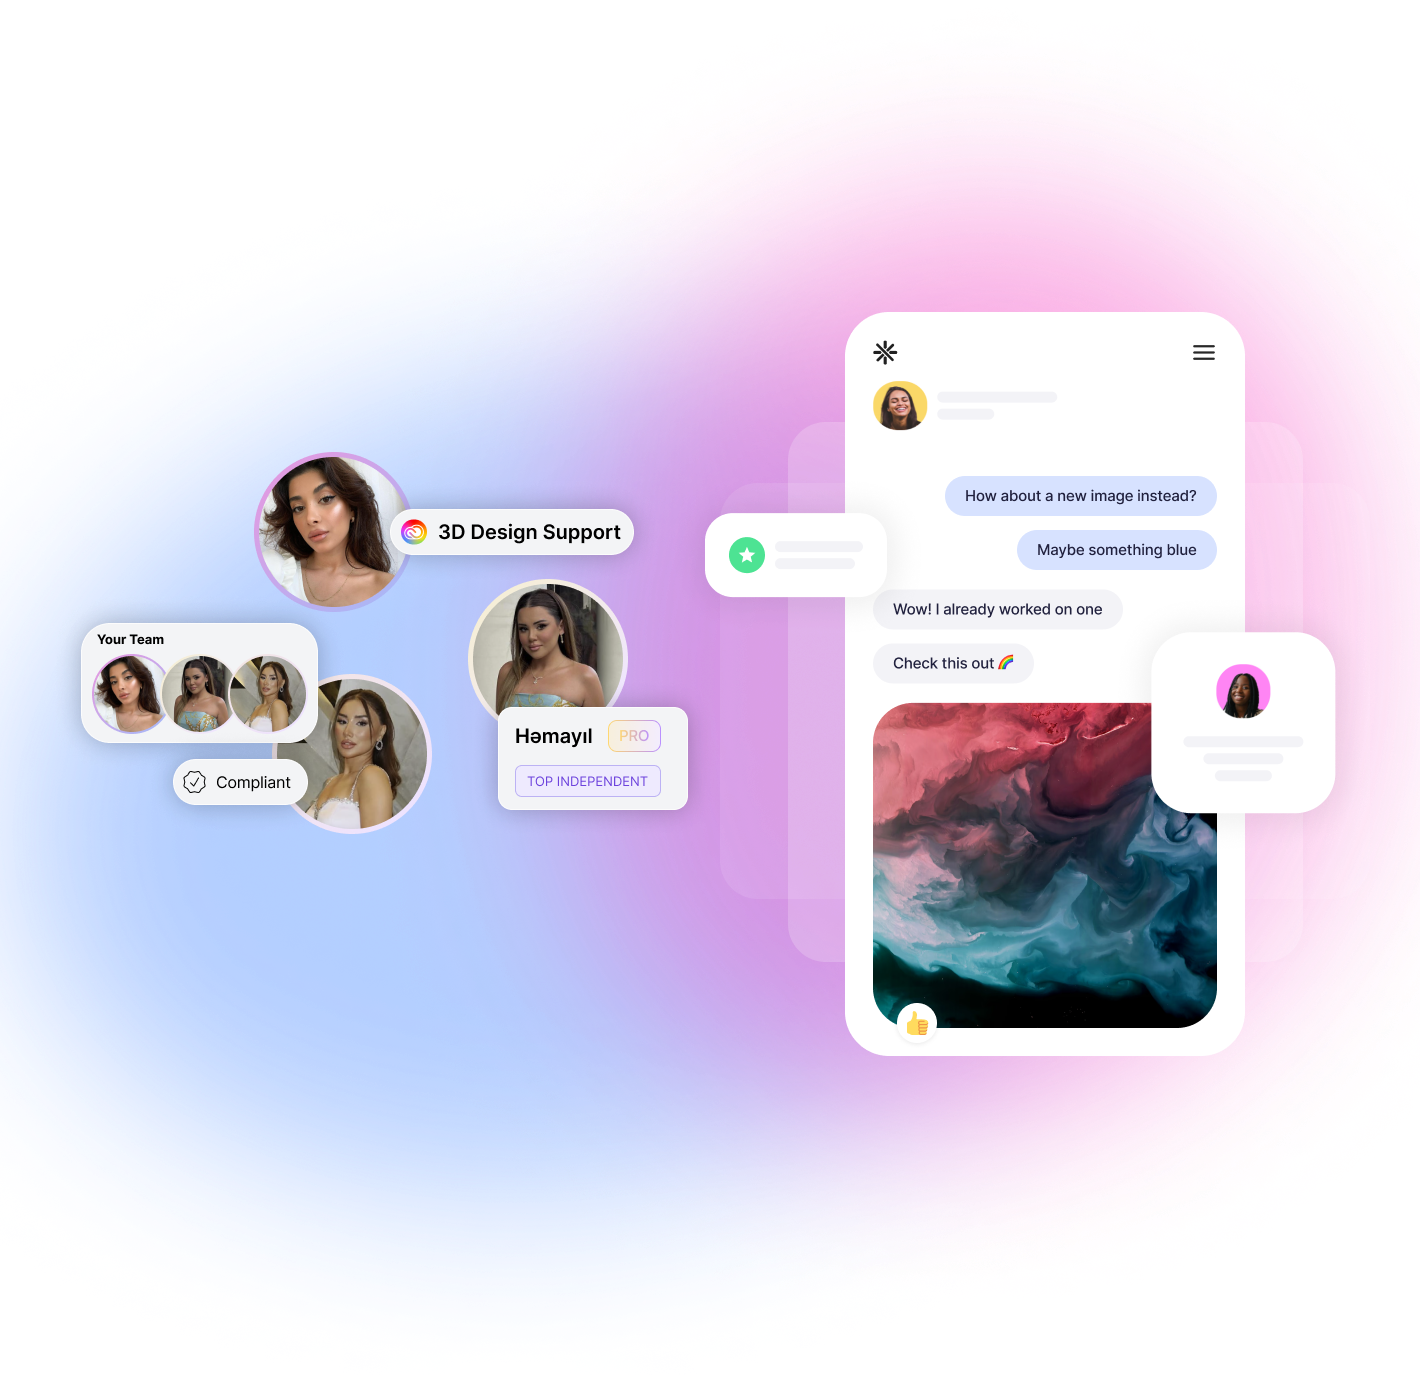 3D Design Support
Your Team
Compliant
Həmayıl PRO
TOP INDEPENDENT
How about a new image instead?
Maybe something blue
Wow! I already worked on one
Check this out 🌈